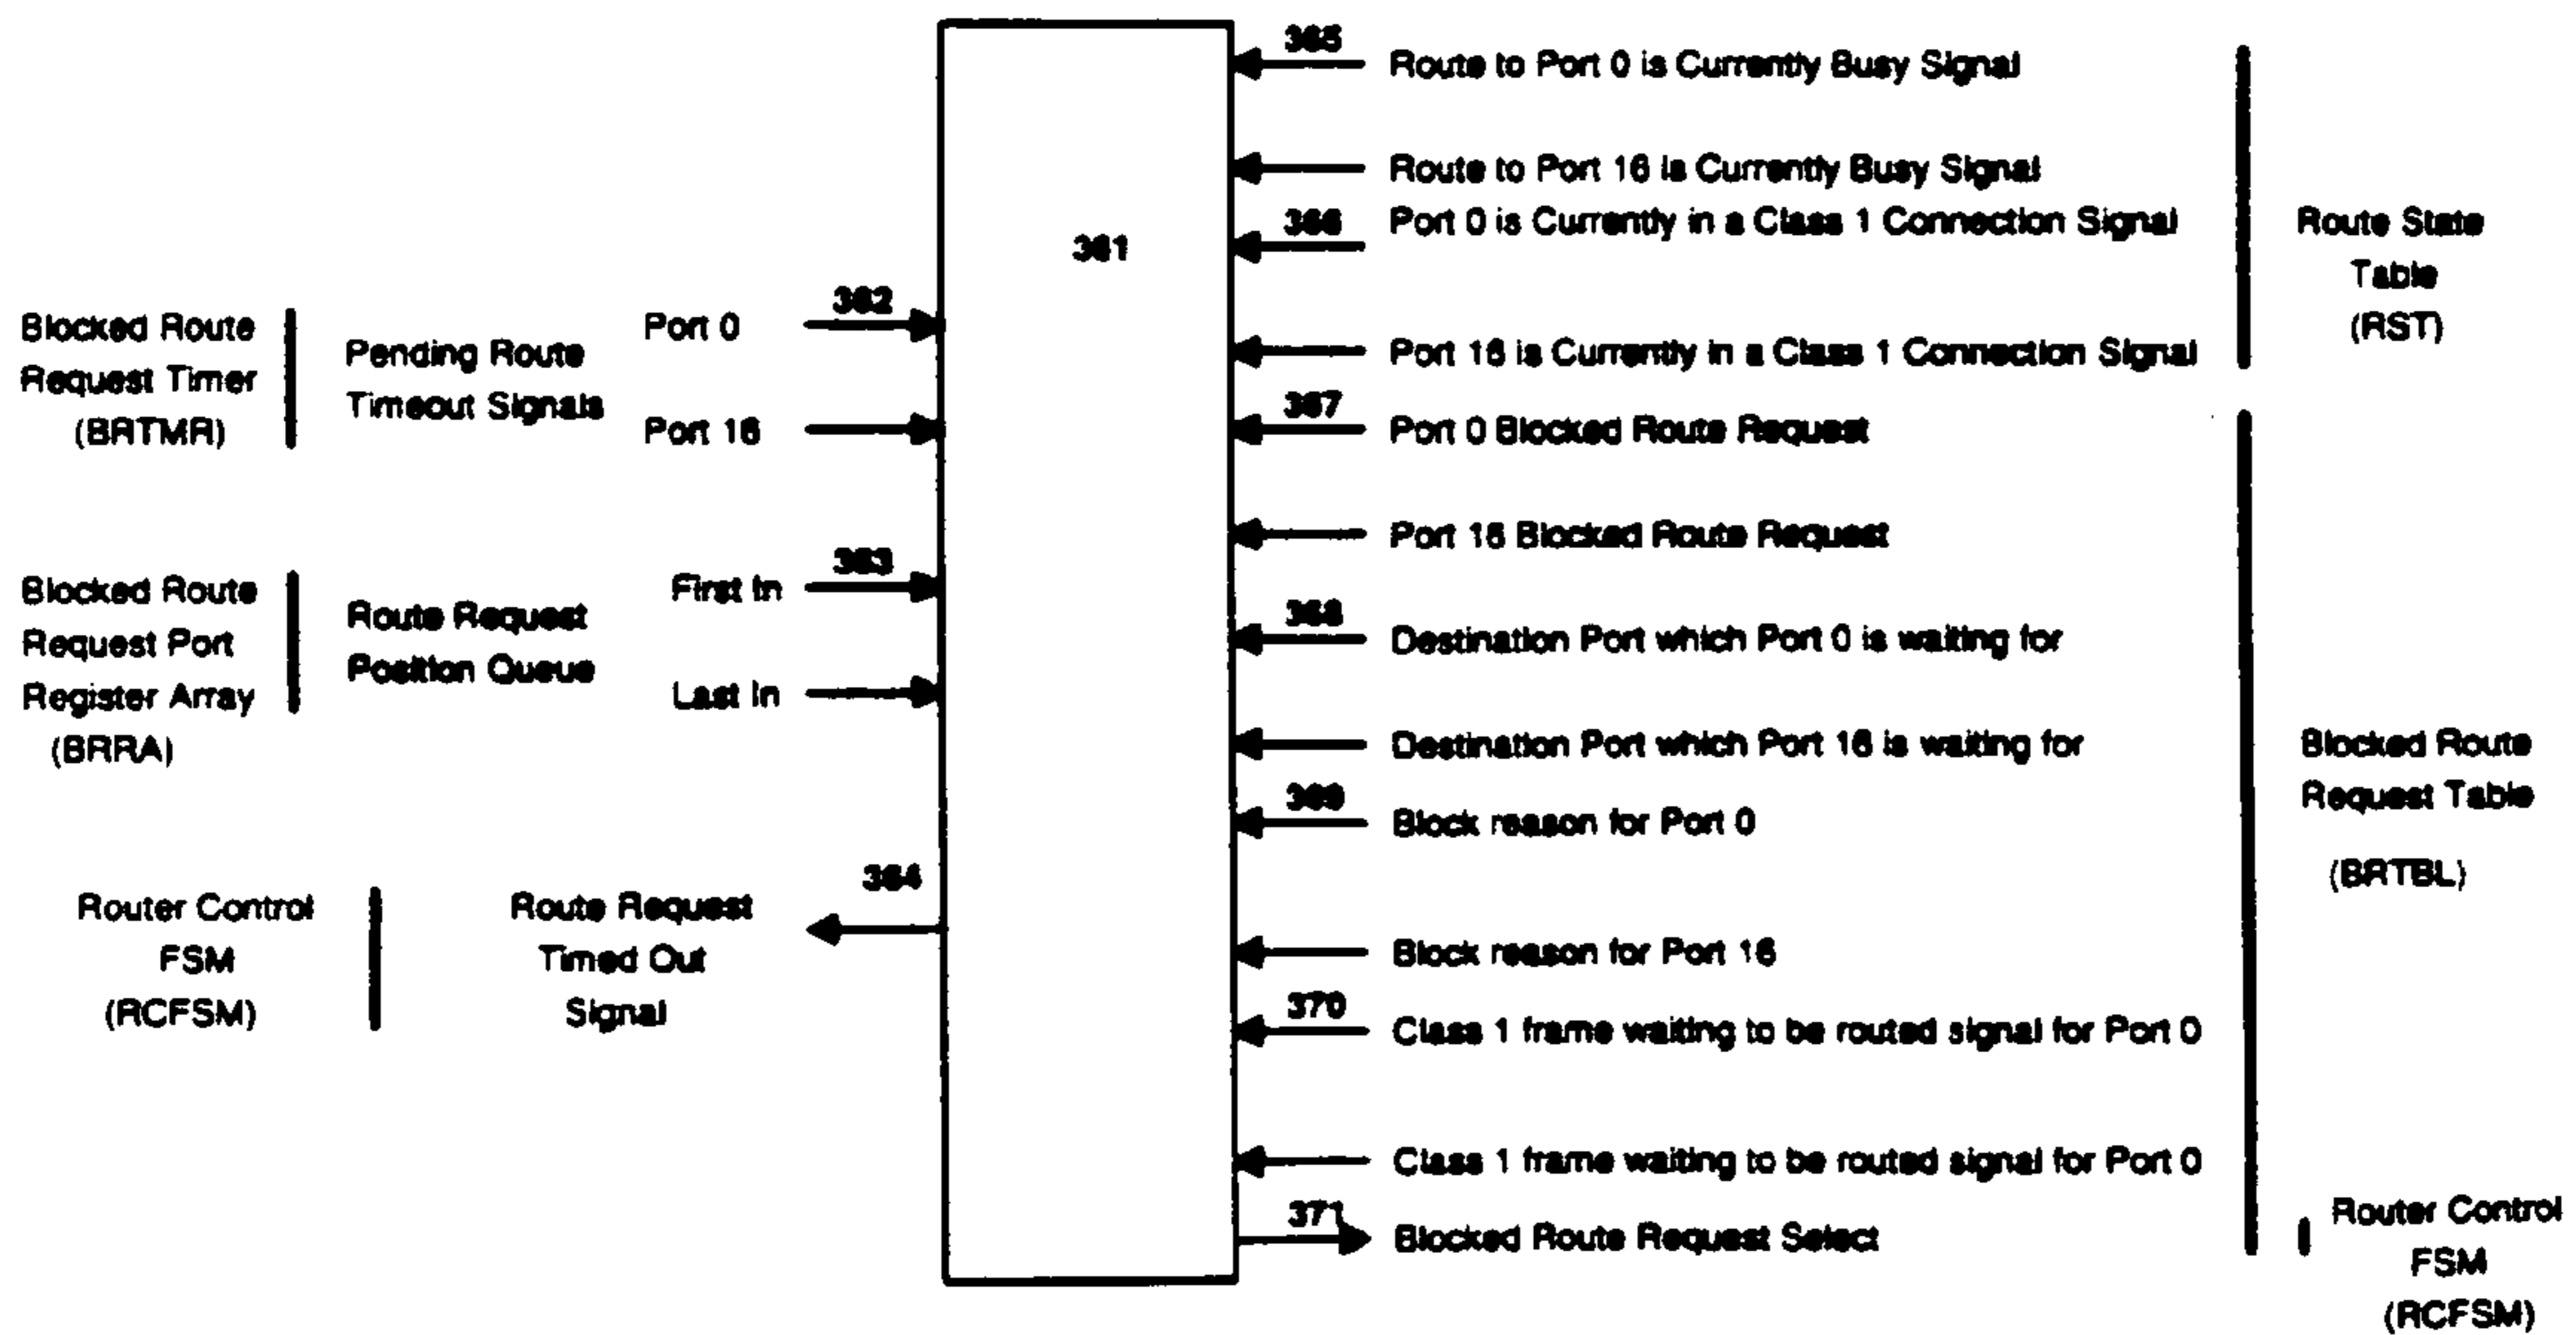 365
Route to Port 0 is Currently Busy Signal
Route to Port 16 is Currently Busy Signal
366
Port 0 is Currently in a Class 1 Connection Signal
Port 16 is Currently in a Class 1 Connection Signal
Route State
Table
(RST)
361
Blocked Route
Request Timer
(BRTMR)
Pending Route
Timeout Signals
362
Port 0
Port 16
367
Port 0 Blocked Route Request
Port 16 Blocked Route Request
Blocked Route
Request Port
Register Array
(BRRA)
Route Request
Position Queue
363
First In
Last In
368
Destination Port which Port 0 is waiting for
Destination Port which Port 16 is waiting for
369
Block reason for Port 0
Block reason for Port 16
Blocked Route
Request Table
(BRTBL)
Router Control
FSM
(RCFSM)
Route Request
Timed Out
Signal
364
370
Class 1 frame waiting to be routed signal for Port 0
Class 1 frame waiting to be routed signal for Port 0
371
Blocked Route Request Select
Router Control
FSM
(RCFSM)